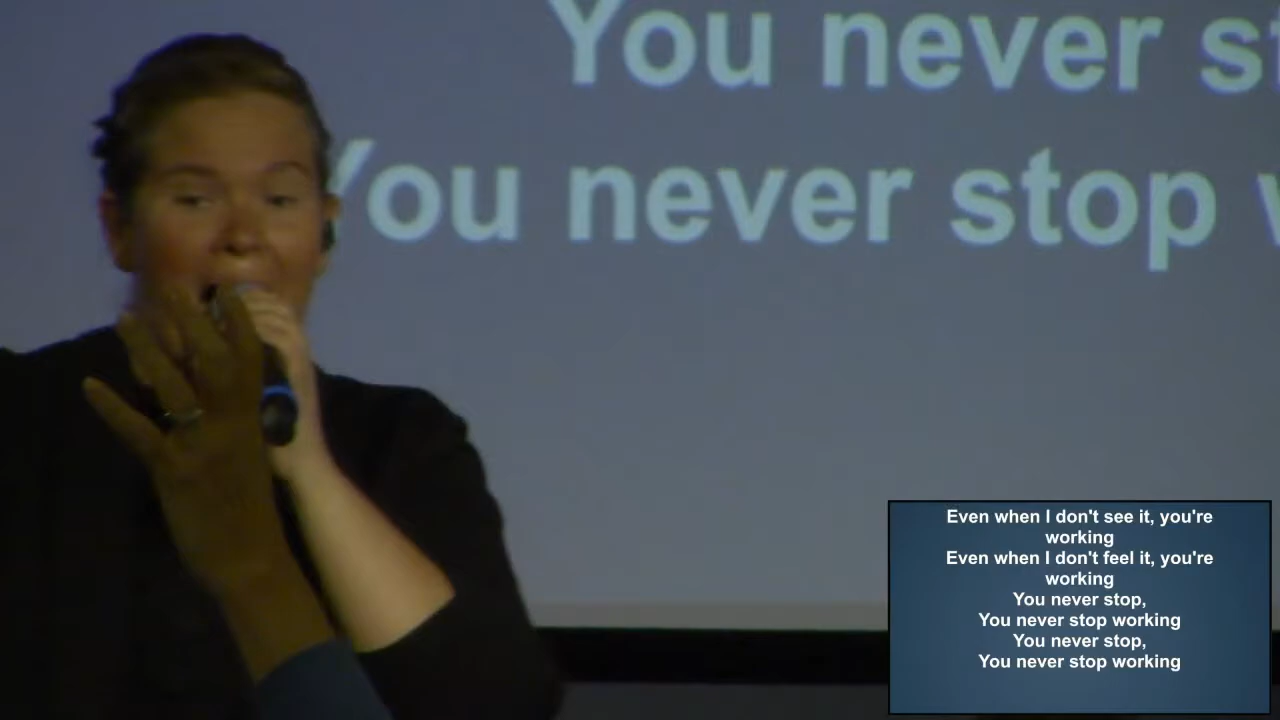 You never
You never stop
Even when I don't see it, you're
working
Even when I don't feel it, you're
working
You never stop,
You never stop working
You never stop,
You never stop working